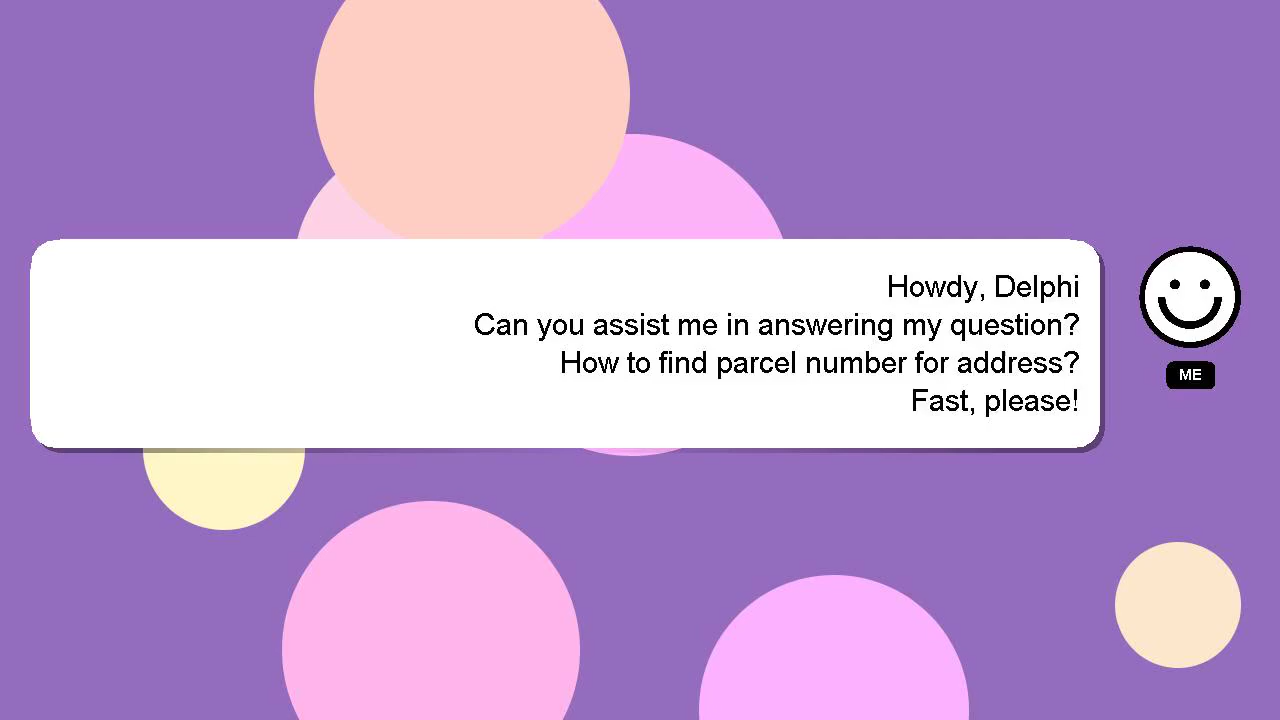 Howdy, Delphi
Can you assist me in answering my question?
How to find parcel number for address?
Fast, please!
ME